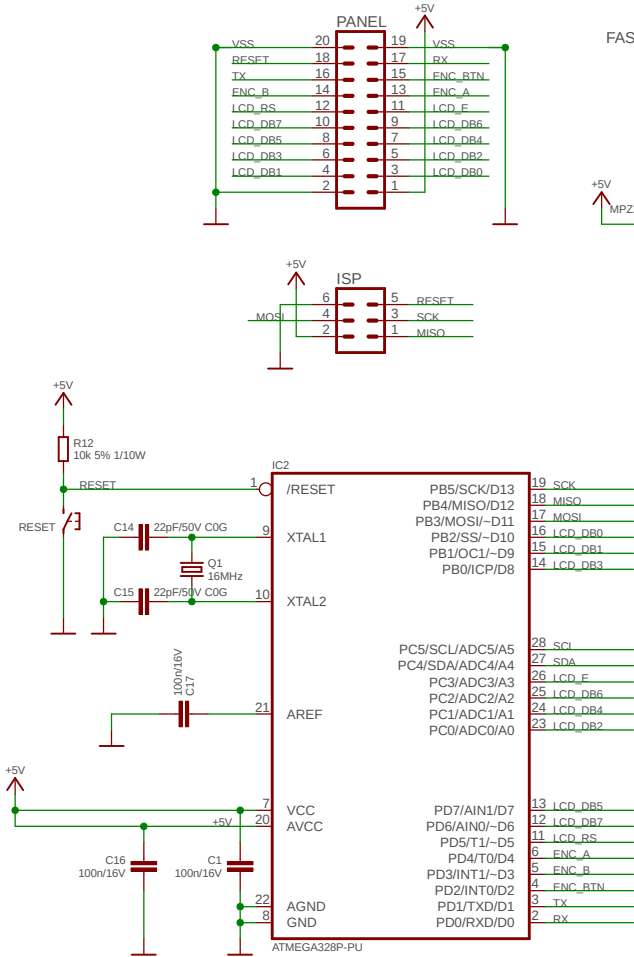 +5V
PANEL
FAS
VSS 20 19 VSS
RESET 18 17 RX
TX 16 15 ENC_BTN
ENC_B 14 13 ENC_A
LCD_RS 12 11 LCD_E
LCD_DB7 10 9 LCD_DB6
LCD_DB5 8 7 LCD_DB4
LCD_DB3 6 5 LCD_DB2
LCD_DB1 4 3 LCD_DB0
2 1
+5V
MPZ
+5V
ISP
6 5 RESET
MOSI 4 3 SCK
2 1 MISO
+5V
R12
10k 5% 1/10W
IC2
RESET 1 /RESET PB5/SCK/D13 19 SCK
PB4/MISO/D12 18 MISO
PB3/MOSI/~D11 17 MOSI
RESET
C14 22pF/50V C0G 9 XTAL1 PB2/SS/~D10 16 LCD_DB0
PB1/OC1/~D9 15 LCD_DB1
Q1
16MHz
PB0/ICP/D8 14 LCD_DB3
C15 22pF/50V C0G 10 XTAL2
PC5/SCL/ADC5/A5 28 SCL
PC4/SDA/ADC4/A4 27 SDA
PC3/ADC3/A3 26 LCD_E
PC2/ADC2/A2 25 LCD_DB6
100n/16V
C17
21 AREF PC1/ADC1/A1 24 LCD_DB4
PC0/ADC0/A0 23 LCD_DB2
+5V
7 VCC PD7/AIN1/D7 13 LCD_DB5
+5V 20 AVCC PD6/AIN0/~D6 12 LCD_DB7
PD5/T1/~D5 11 LCD_RS
C16
100n/16V
C1
100n/16V
PD4/T0/D4 6 ENC_A
PD3/INT1/~D3 5 ENC_B
PD2/INT0/D2 4 ENC_BTN
22 AGND PD1/TXD/D1 3 TX
8 GND PD0/RXD/D0 2 RX
ATMEGA328P-PU